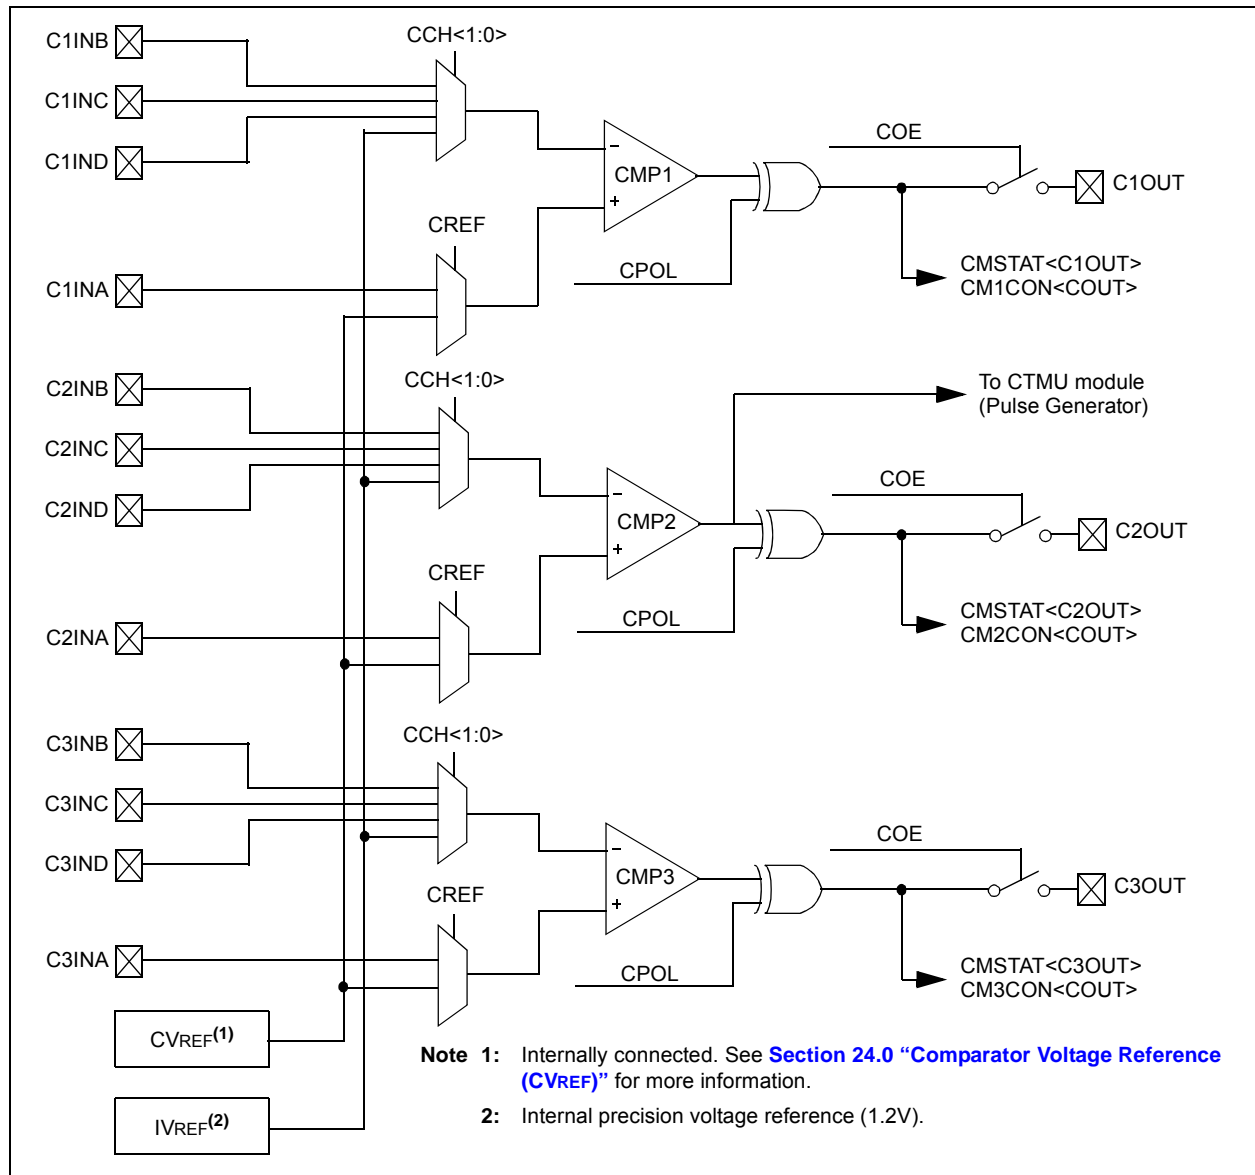 C1INB
CCH<1:0>
C1INC
C1IND
COE
CMP1
C1OUT
CREF
CPOL
CMSTAT<C1OUT>
CM1CON<COUT>
C1INA
C2INB
CCH<1:0>
To CTMU module
(Pulse Generator)
C2INC
C2IND
COE
CMP2
C2OUT
CREF
CPOL
CMSTAT<C2OUT>
CM2CON<COUT>
C2INA
C3INB
CCH<1:0>
C3INC
C3IND
COE
CMP3
C3OUT
CREF
CPOL
CMSTAT<C3OUT>
CM3CON<COUT>
C3INA
CVREF(1)
IVREF(2)
- + - + - +
Note 1: Internally connected. See Section 24.0 “Comparator Voltage Reference
(CVREF)” for more information.
2: Internal precision voltage reference (1.2V).